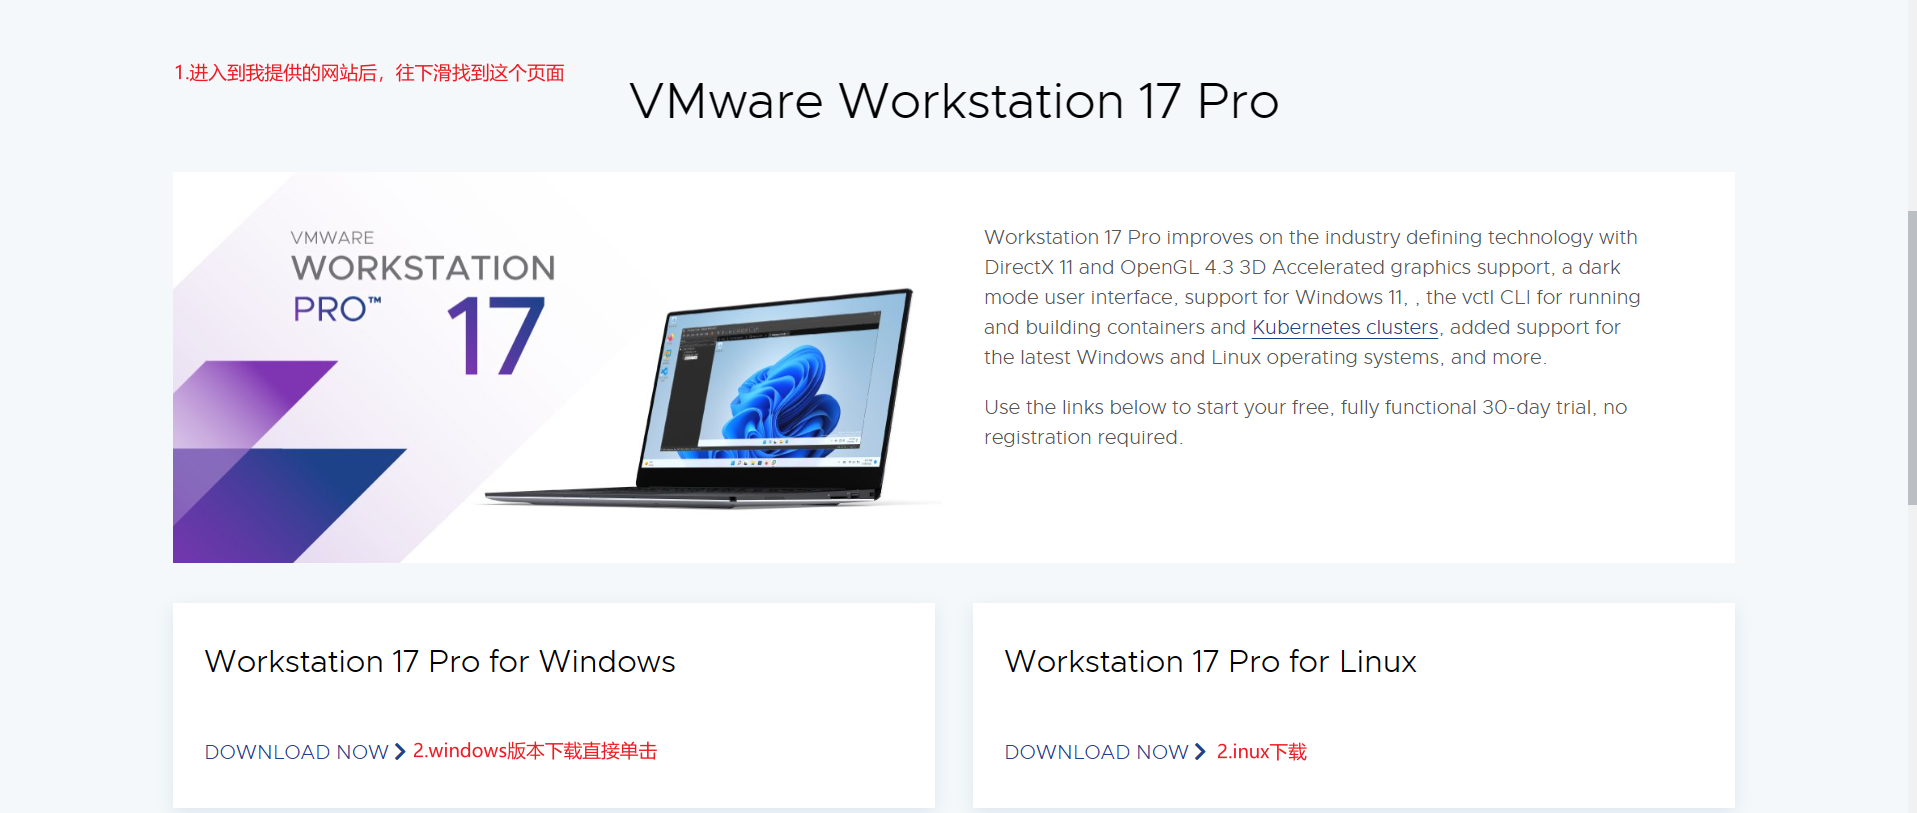 1.进入到我提供的网站后，往下滑找到这个页面
VMware Workstation 17 Pro
VMWARE
WORKSTATION
PRO™ 17
Workstation 17 Pro improves on the industry defining technology with
DirectX 11 and OpenGL 4.3 3D Accelerated graphics support, a dark
mode user interface, support for Windows 11, , the vctl CLI for running
and building containers and Kubernetes clusters, added support for
the latest Windows and Linux operating systems, and more.
Use the links below to start your free, fully functional 30-day trial, no
registration required.
Workstation 17 Pro for Windows
DOWNLOAD NOW 2.windows版本下载直接单击
Workstation 17 Pro for Linux
DOWNLOAD NOW 2.inux下载